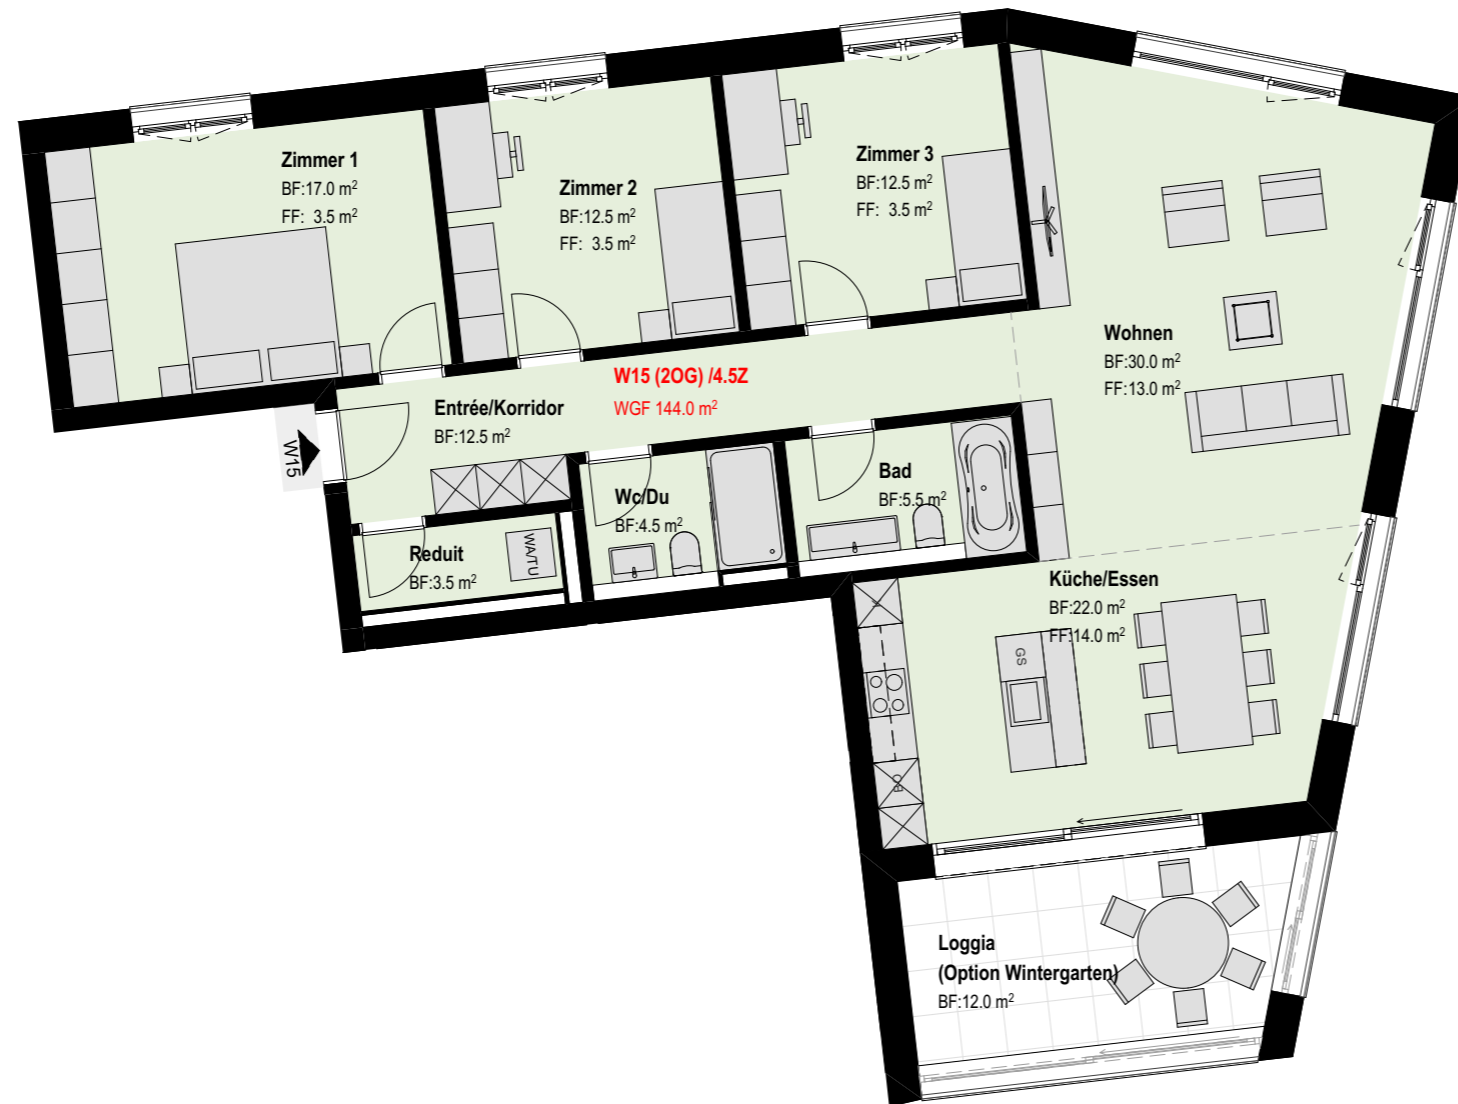 Zimmer 1
BF:17.0 m²
FF: 3.5 m²
Zimmer 2
BF:12.5 m²
FF: 3.5 m²
Zimmer 3
BF:12.5 m²
FF: 3.5 m²
Wohnen
BF:30.0 m²
FF:13.0 m²
W15 (2OG) /4.5Z
WGF 144.0 m²
Entrée/Korridor
BF:12.5 m²
W15
Wc/Du
BF:4.5 m²
Bad
BF:5.5 m²
Reduit
BF:3.5 m²
WA/TU
Küche/Essen
BF:22.0 m²
FF:14.0 m²
GS
Loggia
(Option Wintergarten)
BF:12.0 m²